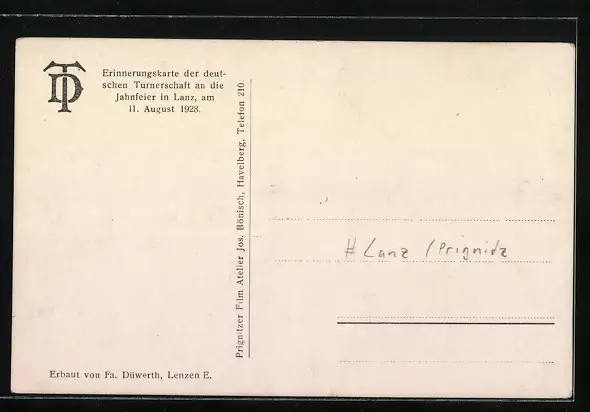 DT
Erinnerungskarte der deut-
schen Turnerschaft an die
Jahnfeier in Lanz, am
11. August 1928.
Prignitzer Film Atelier Jos. Bönisch, Havelberg, Telefon 210
# Lanz / Prignitz
Erbaut von Fa. Düwerth, Lenzen E.